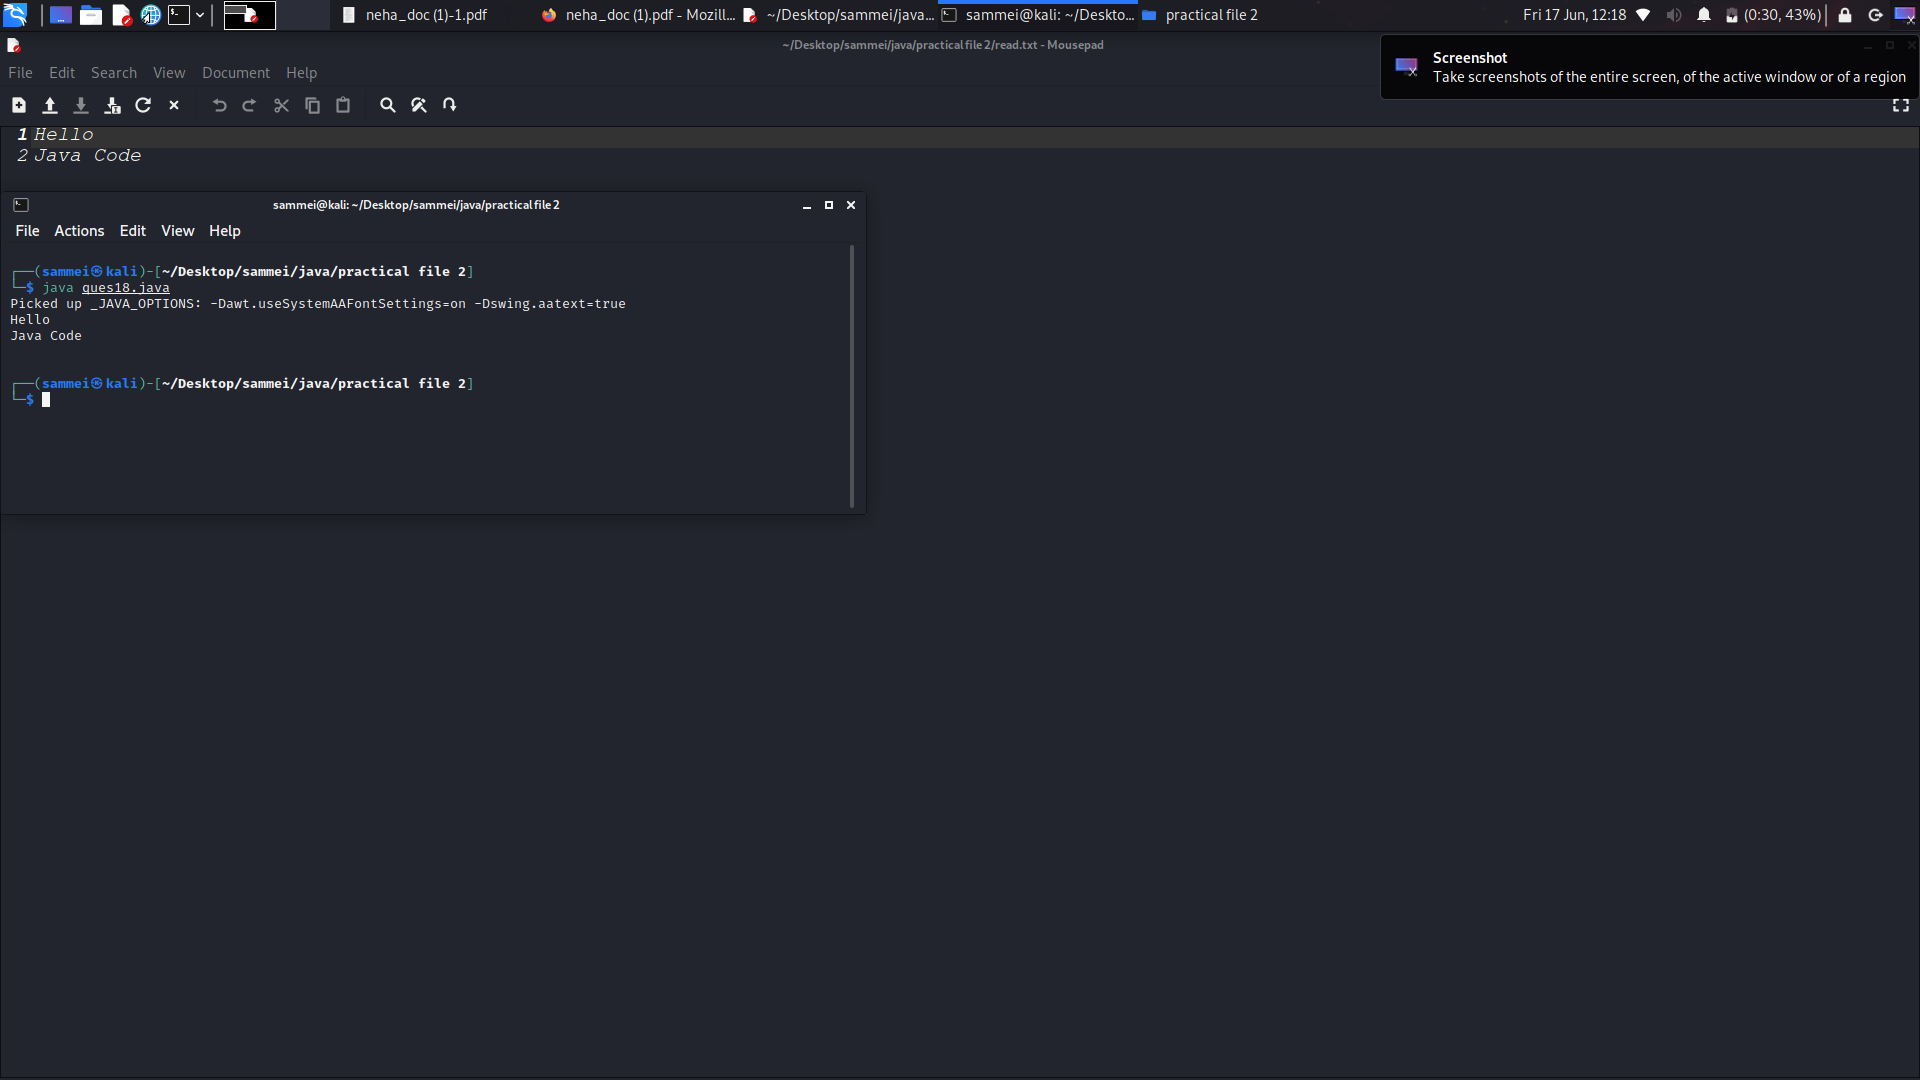 neha_doc (1)-1.pdf
neha_doc (1).pdf - Mozill...
~/Desktop/sammei/java...
sammei@kali: ~/Deskto...
practical file 2
Fri 17 Jun, 12:18
(0:30, 43%)
~/Desktop/sammei/java/practical file 2/read.txt - Mousepad
Screenshot
Take screenshots of the entire screen, of the active window or of a region
File Edit Search View Document Help
1 Hello
2 Java Code
sammei@kali: ~/Desktop/sammei/java/practical file 2
File Actions Edit View Help
┌──(sammei㉿kali)-[~/Desktop/sammei/java/practical file 2]
└─$ java ques18.java
Picked up _JAVA_OPTIONS: -Dawt.useSystemAAFontSettings=on -Dswing.aatext=true
Hello
Java Code
┌──(sammei㉿kali)-[~/Desktop/sammei/java/practical file 2]
└─$